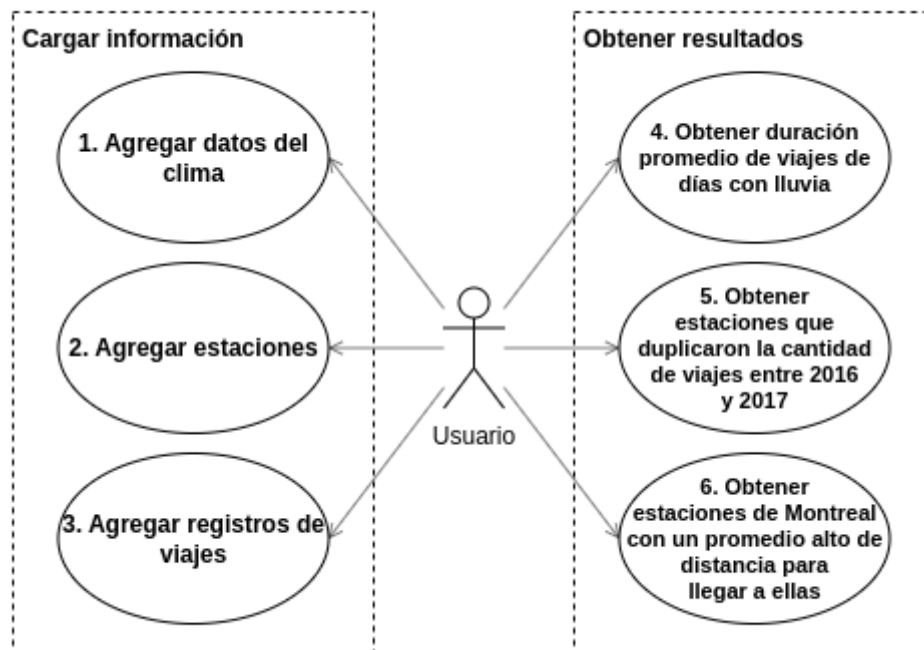 Cargar información
1. Agregar datos del
clima
2. Agregar estaciones
3. Agregar registros de
viajes
Usuario
Obtener resultados
4. Obtener duración
promedio de viajes de
días con lluvia
5. Obtener
estaciones que
duplicaron la cantidad
de viajes entre 2016
y 2017
6. Obtener
estaciones de Montreal
con un promedio alto de
distancia para
llegar a ellas